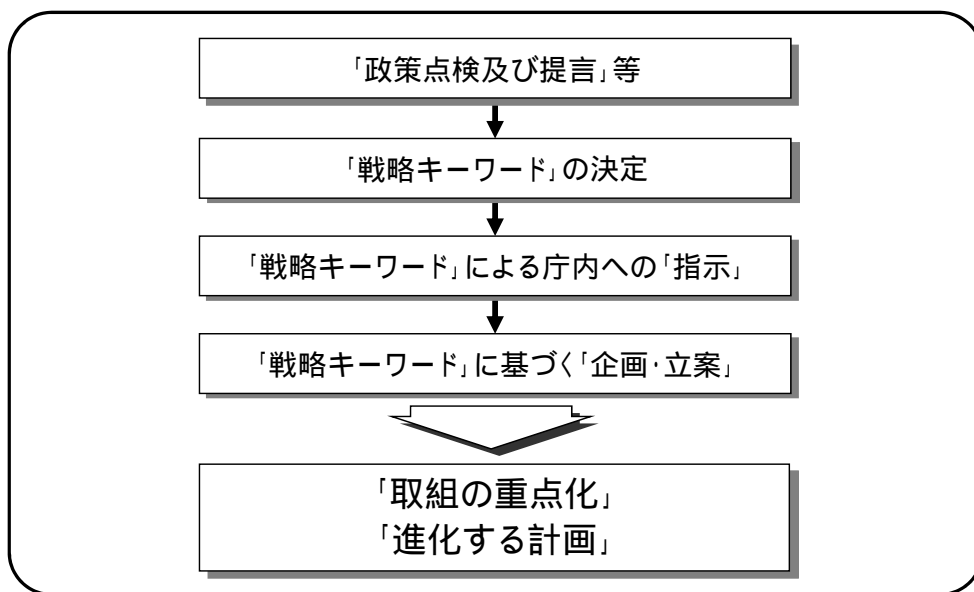 「政策点検及び提言」等
「戦略キーワード」の決定
「戦略キーワード」による庁内への「指示」
「戦略キーワード」に基づく「企画・立案」
「取組の重点化」
「進化する計画」